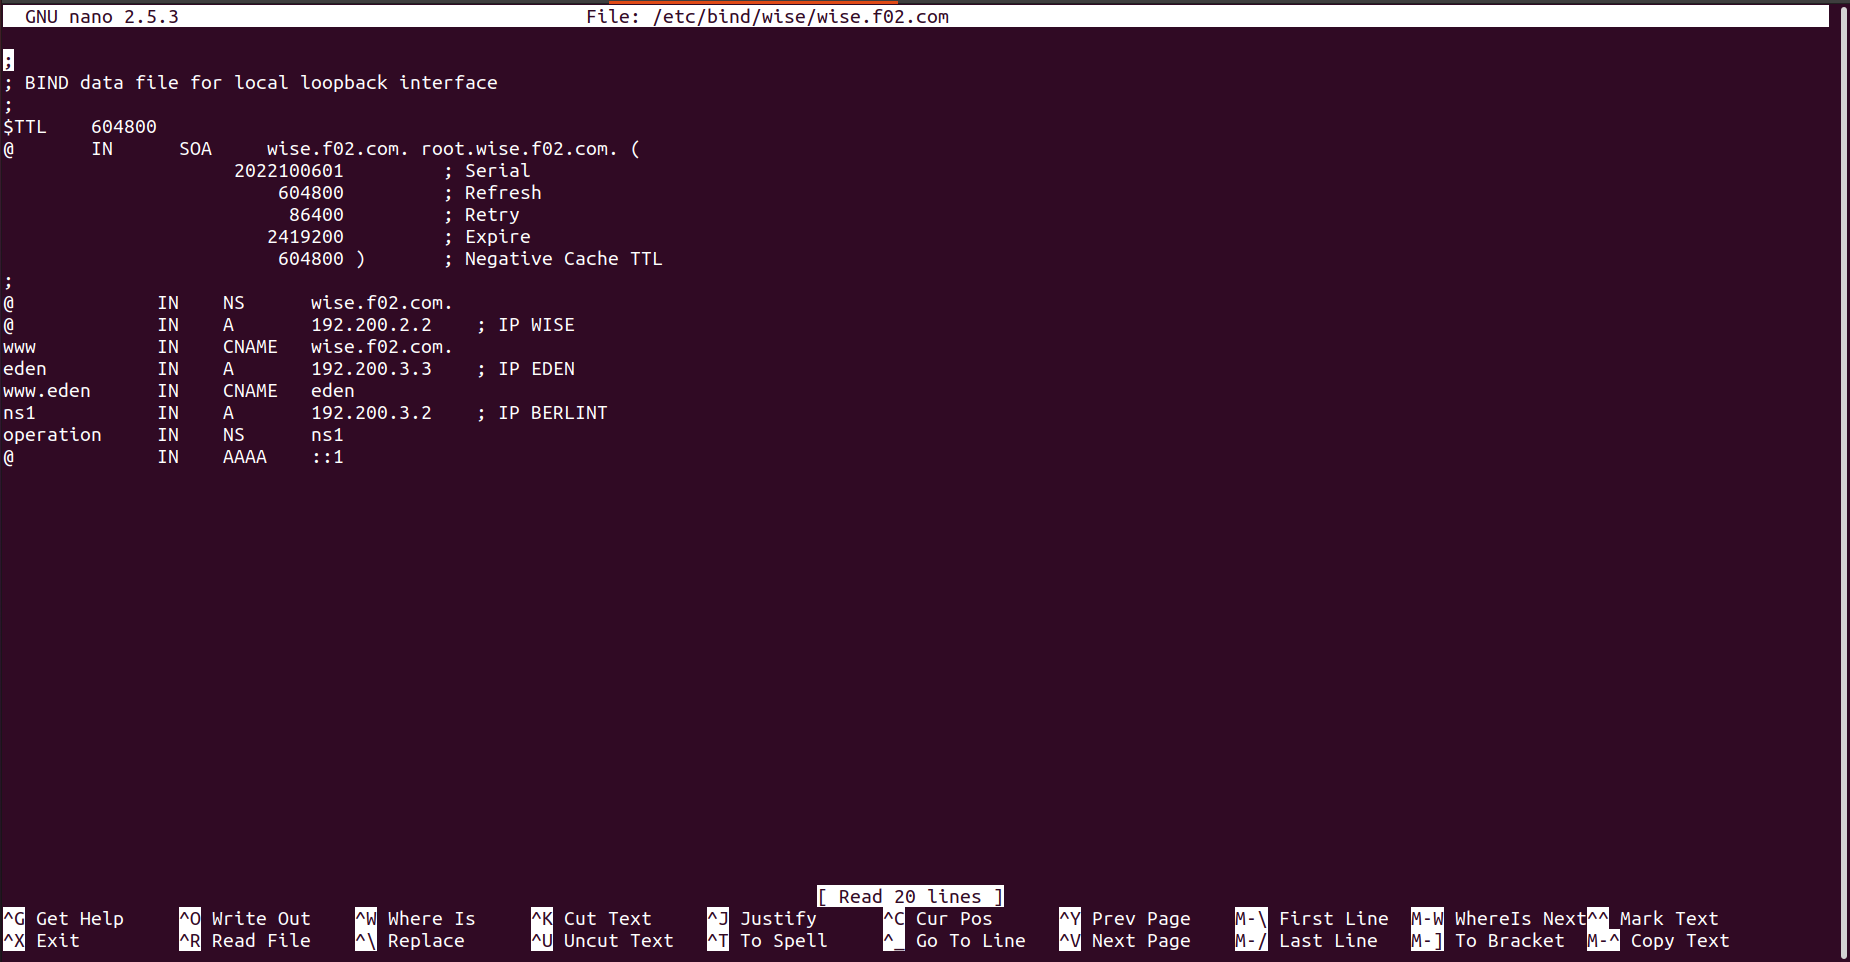 GNU nano 2.5.3 File: /etc/bind/wise/wise.f02.com
;
; BIND data file for local loopback interface
;
$TTL 604800
@ IN SOA wise.f02.com. root.wise.f02.com. (
2022100601 ; Serial
604800 ; Refresh
86400 ; Retry
2419200 ; Expire
604800 ) ; Negative Cache TTL
;
@ IN NS wise.f02.com.
@ IN A 192.200.2.2 ; IP WISE
www IN CNAME wise.f02.com.
eden IN A 192.200.3.3 ; IP EDEN
www.eden IN CNAME eden
ns1 IN A 192.200.3.2 ; IP BERLINT
operation IN NS ns1
@ IN AAAA ::1
[ Read 20 lines ]
^G Get Help ^O Write Out ^W Where Is ^K Cut Text ^J Justify ^C Cur Pos ^Y Prev Page M-\ First Line M-W WhereIs Next ^^ Mark Text
^X Exit ^R Read File ^\ Replace ^U Uncut Text ^T To Spell ^_ Go To Line ^V Next Page M-/ Last Line M-] To Bracket M-^ Copy Text